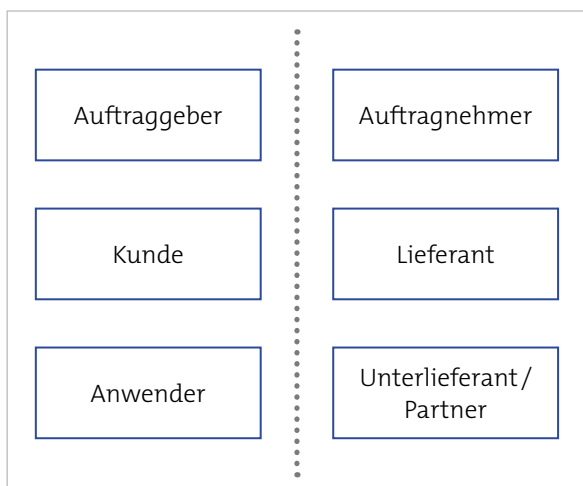 Auftraggeber
Auftragnehmer
Kunde
Lieferant
Anwender
Unterlieferant/
Partner